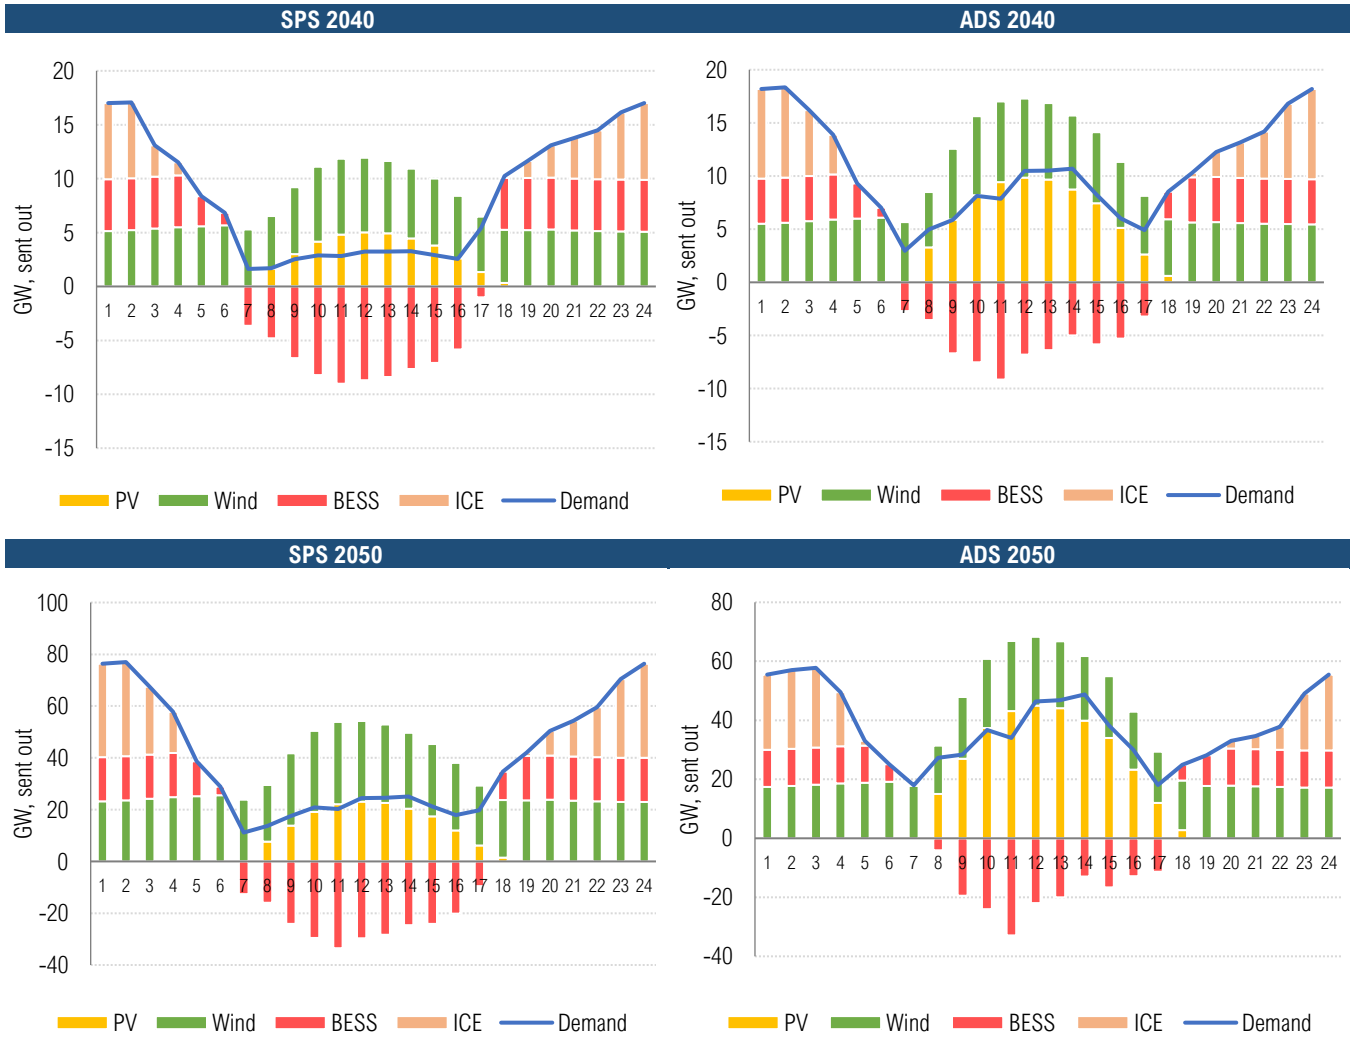 SPS 2040
ADS 2040
GW, sent out
20
15
10
5
0
-5
-10
-15
1 2 3 4 5 6 7 8 9 10 11 12 13 14 15 16 17 18 19 20 21 22 23 24
PV Wind BESS ICE Demand
GW, sent out
20
15
10
5
0
-5
-10
-15
1 2 3 4 5 6 7 8 9 10 11 12 13 14 15 16 17 18 19 20 21 22 23 24
PV Wind BESS ICE Demand
SPS 2050
ADS 2050
GW, sent out
100
80
60
40
20
0
-20
-40
1 2 3 4 5 6 7 8 9 10 11 12 13 14 15 16 17 18 19 20 21 22 23 24
PV Wind BESS ICE Demand
GW, sent out
80
60
40
20
0
-20
-40
1 2 3 4 5 6 7 8 9 10 11 12 13 14 15 16 17 18 19 20 21 22 23 24
PV Wind BESS ICE Demand